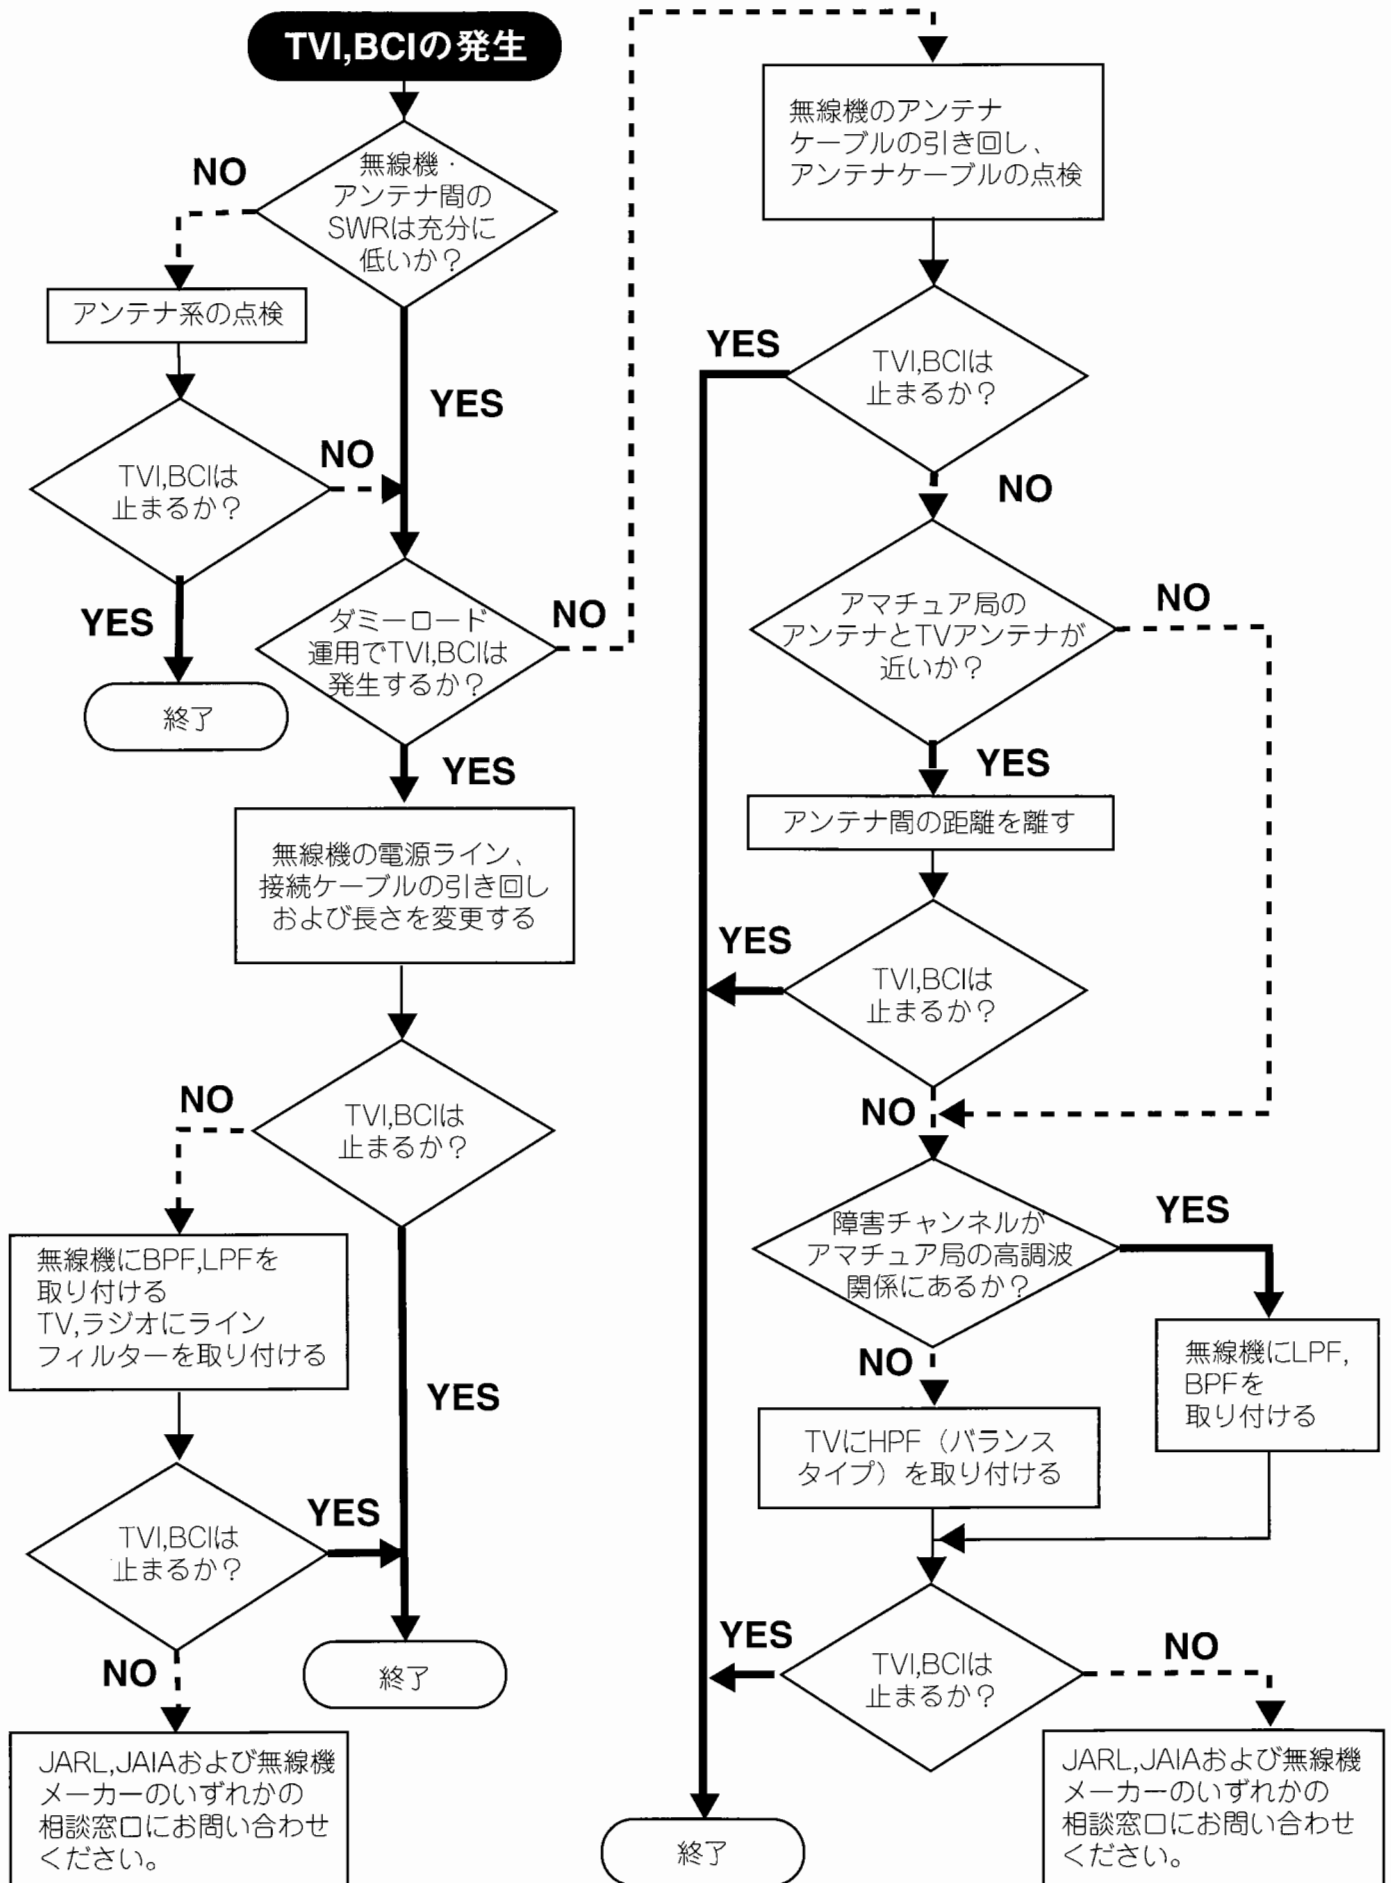 TVI,BCIの発生
無線機・
アンテナ間の
SWRは充分に
低いか?
NO
アンテナ系の点検
YES
TVI,BCIは
止まるか?
NO
YES
終了
ダミーロード
運用でTVI,BCIは
発生するか?
NO
YES
無線機の電源ライン、
接続ケーブルの引き回し
および長さを変更する
TVI,BCIは
止まるか?
NO
YES
無線機にBPF,LPFを
取り付ける
TV,ラジオにライン
フィルターを取り付ける
TVI,BCIは
止まるか?
YES
終了
NO
JARL,JAIAおよび無線機
メーカーのいずれかの
相談窓口にお問い合わせ
ください。
無線機のアンテナ
ケーブルの引き回し、
アンテナケーブルの点検
TVI,BCIは
止まるか?
YES
NO
アマチュア局の
アンテナとTVアンテナが
近いか?
NO
YES
アンテナ間の距離を離す
TVI,BCIは
止まるか?
YES
NO
障害チャンネルが
アマチュア局の高調波
関係にあるか?
YES
NO
無線機にLPF,
BPFを
取り付ける
TVにHPF(バランス
タイプ)を取り付ける
TVI,BCIは
止まるか?
YES
NO
終了
JARL,JAIAおよび無線機
メーカーのいずれかの
相談窓口にお問い合わせ
ください。